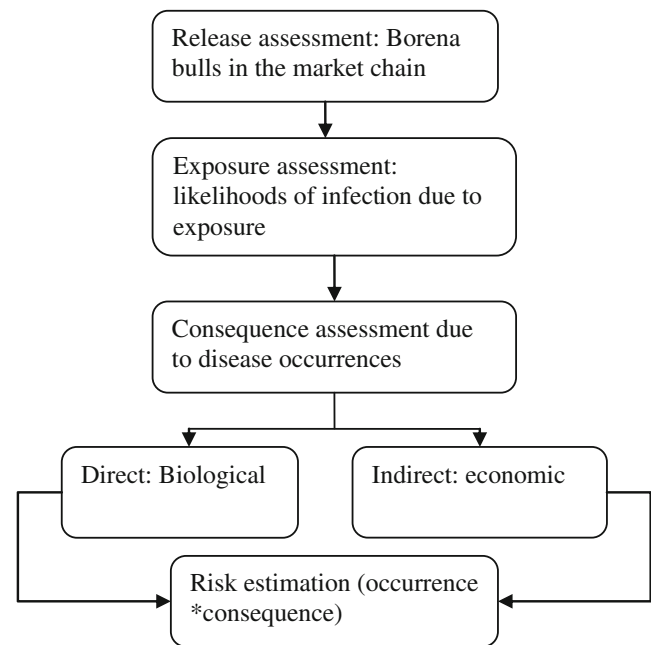 Release assessment: Borena
bulls in the market chain
Exposure assessment:
likelihoods of infection due to
exposure
Consequence assessment due
to disease occurrences
Direct: Biological
Indirect: economic
Risk estimation (occurrence
*consequence)